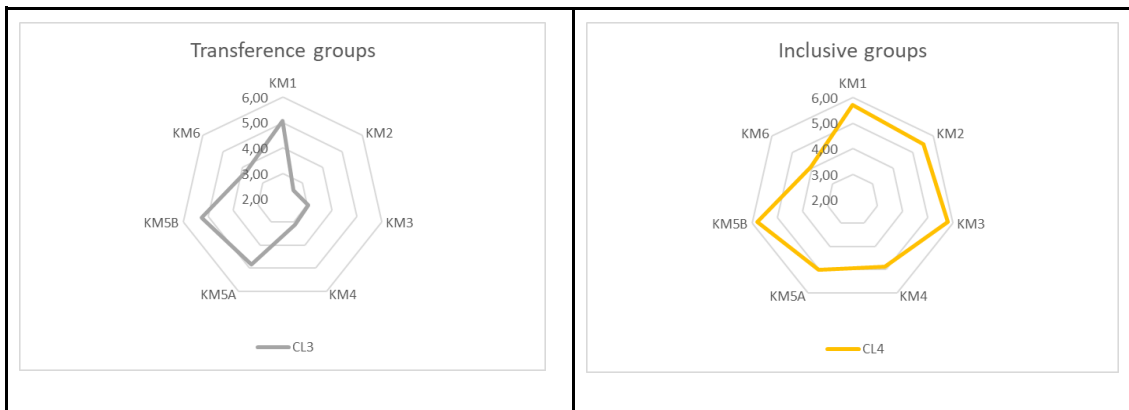 Transference groups
KM1
6,00
5,00
4,00
3,00
2,00
KM2
KM3
KM4
KM5A
KM5B
KM6
CL3
Inclusive groups
KM1
6,00
5,00
4,00
3,00
2,00
KM2
KM3
KM4
KM5A
KM5B
KM6
CL4